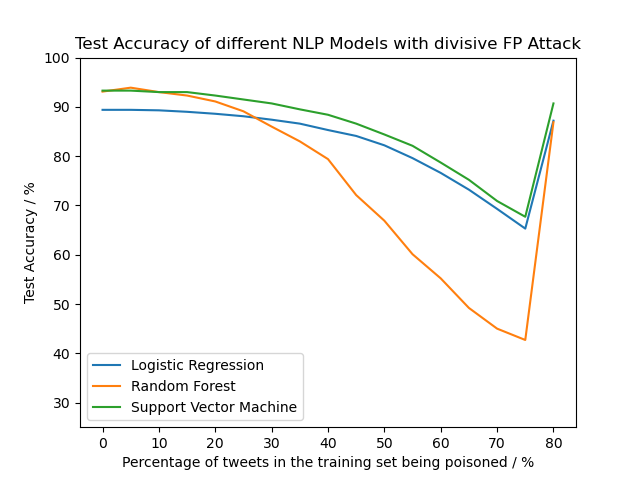 Test Accuracy of different NLP Models with divisive FP Attack
100
90
80
70
60
50
40
30
Test Accuracy / %
Logistic Regression
Random Forest
Support Vector Machine
0 10 20 30 40 50 60 70 80
Percentage of tweets in the training set being poisoned / %